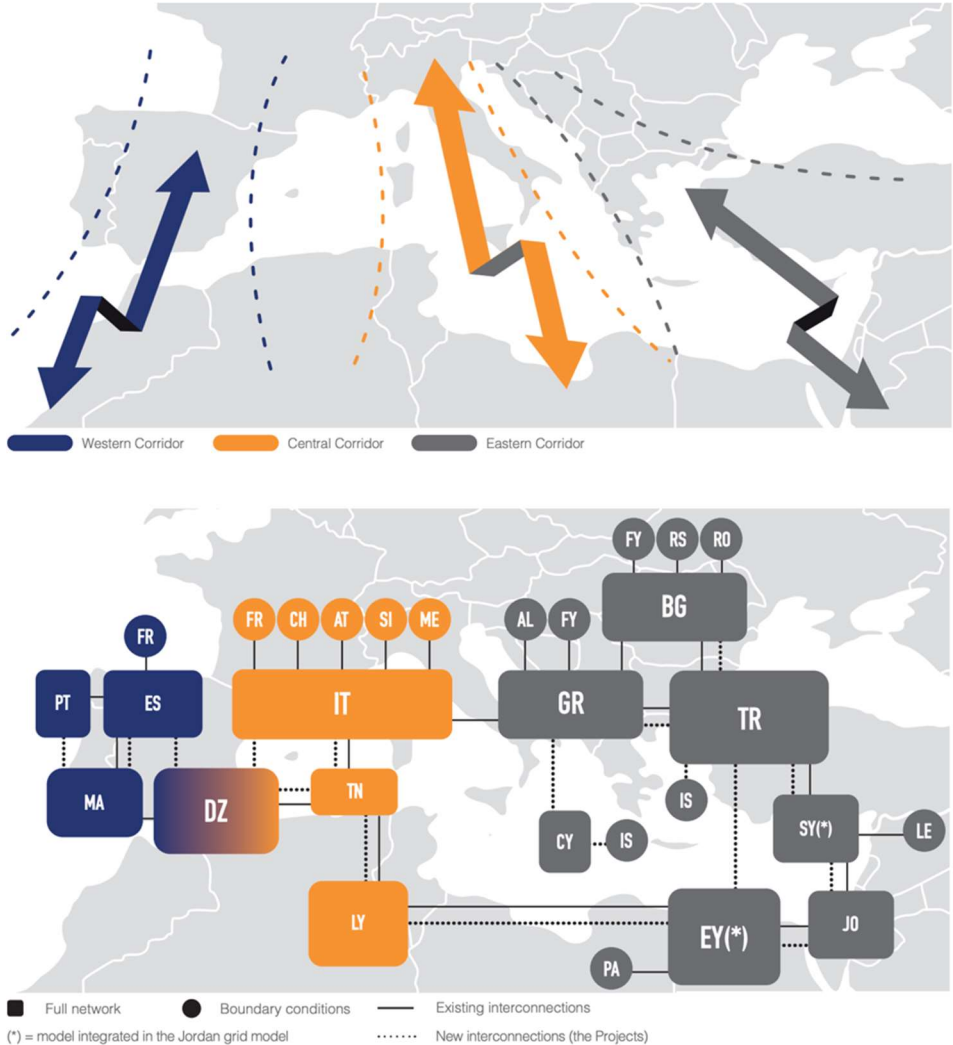 Western Corridor Central Corridor Eastern Corridor
FY RS RO
BG
FR
FR CH AT SI ME
AL FY
PT ES
IT
GR
TR
MA
DZ
TN
IS
CY IS
SY(*) LE
LY
EY(*)
JO
PA
Full network Boundary conditions Existing interconnections
(*) = model integrated in the Jordan grid model New interconnections (the Projects)